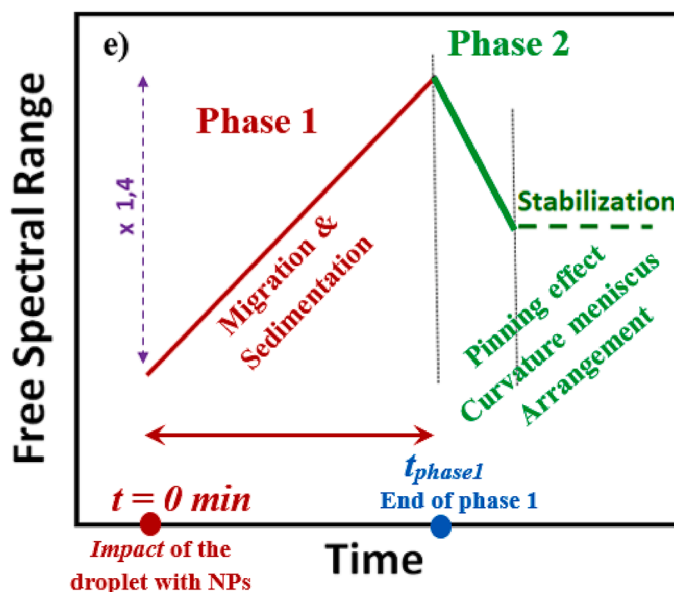 e)
Phase 2
Phase 1
Free Spectral Range
x 1,4
Migration &
Sedimentation
Stabilization
Pinning effect
Curvature meniscus
Arrangement
t = 0 min
Impact of the
droplet with NPs
tphase1
End of phase 1
Time